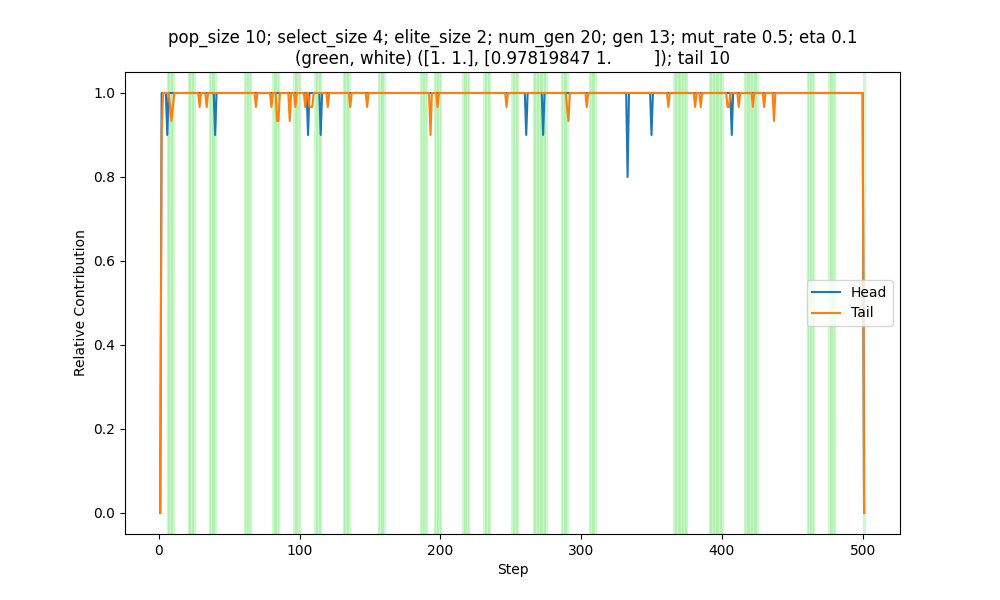 pop_size 10; select_size 4; elite_size 2; num_gen 20; gen 13; mut_rate 0.5; eta 0.1
(green, white) ([1. 1.], [0.97819847 1.         ]); tail 10
1.0
0.8
0.6
0.4
0.2
0.0
Relative Contribution
Head
Tail
0
100
200
300
400
500
Step